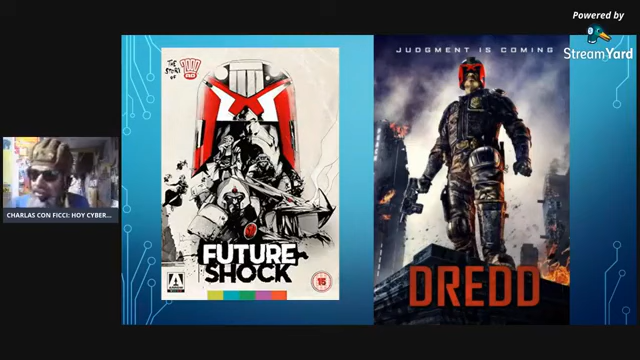 Powered by
StreamYard
THE
STORY
OF
2000
AD
FUTURE
SHOCK
ARROW
15
JUDGMENT IS COMING
DREDD
CHARLAS CON FICCI: HOY CYBER...